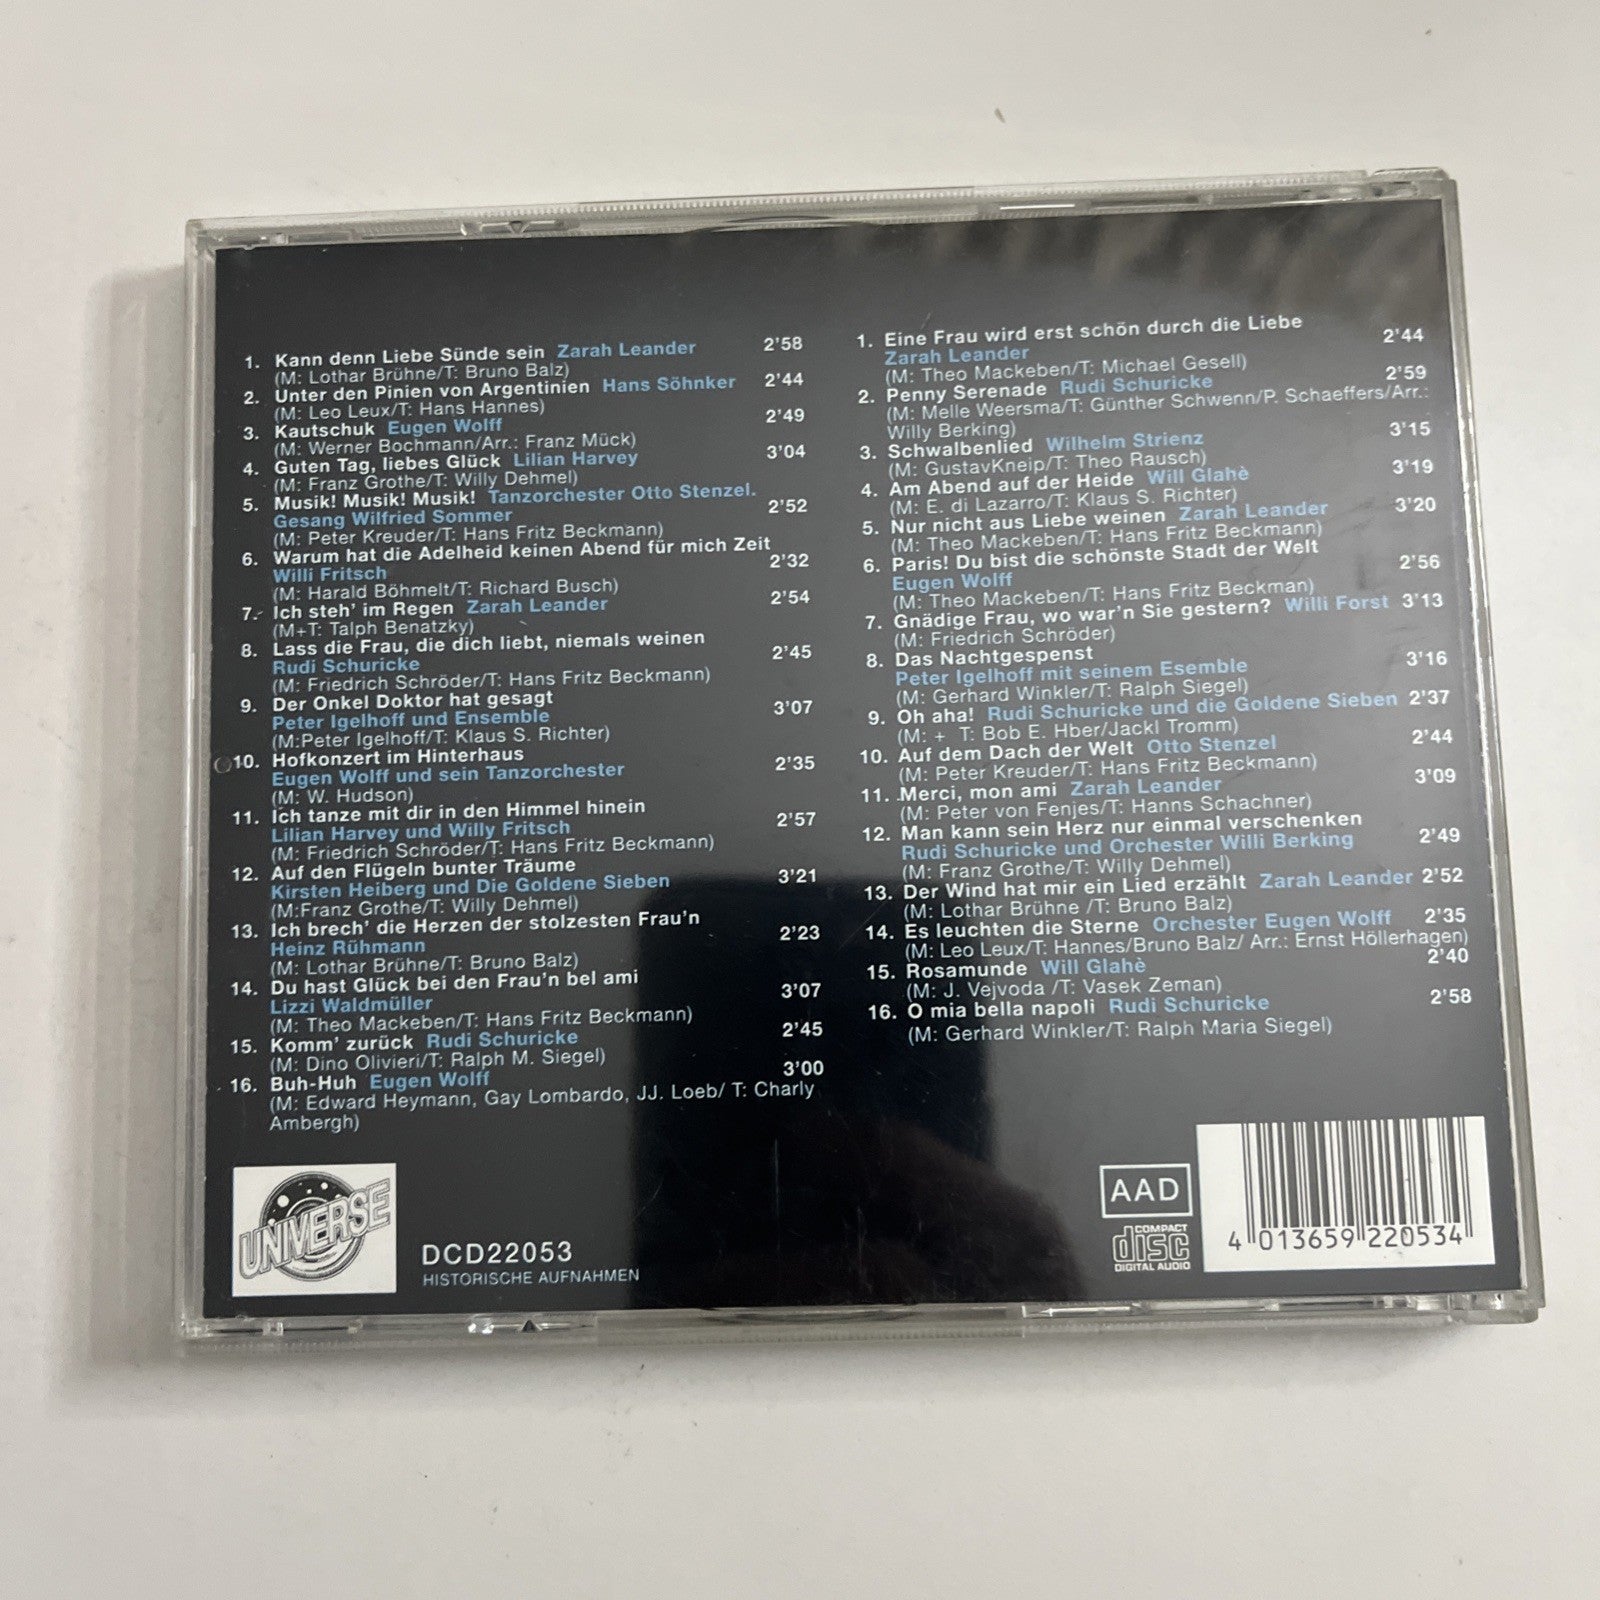 1. Kann denn Liebe Sünde sein Zarah Leander 2'58
(M: Lothar Brühne/T: Bruno Balz)
2. Unter den Pinien von Argentinien Hans Söhnker 2'44
(M: Leo Leux/T: Hans Hannes)
3. Kautschuk Eugen Wolff 2'49
(M: Werner Bochmann/Arr.: Franz Mück)
4. Guten Tag, liebes Glück Lilian Harvey 3'04
(M: Franz Grothe/T: Willy Dehmel)
5. Musik! Musik! Musik! Tanzorchester Otto Stenzel.
Gesang Wilfried Sommer 2'52
(M: Peter Kreuder/T: Hans Fritz Beckmann)
6. Warum hat die Adelheid keinen Abend für mich Zeit
Willi Fritsch 2'32
(M: Harald Böhmelt/T: Richard Busch)
7. Ich steh' im Regen Zarah Leander 2'54
(M+T: Talph Benatzky)
8. Lass die Frau, die dich liebt, niemals weinen
Rudi Schuricke 2'45
(M: Friedrich Schröder/T: Hans Fritz Beckmann)
9. Der Onkel Doktor hat gesagt
Peter Igelhoff und Ensemble 3'07
(M:Peter Igelhoff/T: Klaus S. Richter)
10. Hofkonzert im Hinterhaus
Eugen Wolff und sein Tanzorchester 2'35
(M: W. Hudson)
11. Ich tanze mit dir in den Himmel hinein
Lilian Harvey und Willy Fritsch 2'57
(M: Friedrich Schröder/T: Hans Fritz Beckmann)
12. Auf den Flügeln bunter Träume
Kirsten Heiberg und Die Goldene Sieben 3'21
(M:Franz Grothe/T: Willy Dehmel)
13. Ich brech' die Herzen der stolzesten Frau'n
Heinz Rühmann 2'23
(M: Lothar Brühne/T: Bruno Balz)
14. Du hast Glück bei den Frau'n bel ami
Lizzi Waldmüller 3'07
(M: Theo Mackeben/T: Hans Fritz Beckmann)
15. Komm' zurück Rudi Schuricke 2'45
(M: Dino Olivieri/T: Ralph M. Siegel)
16. Buh-Huh Eugen Wolff 3'00
(M: Edward Heymann, Gay Lombardo, JJ. Loeb/ T: Charly
Ambergh)
1. Eine Frau wird erst schön durch die Liebe
Zarah Leander 2'44
(M: Theo Mackeben/T: Michael Gesell)
2. Penny Serenade Rudi Schuricke 2'59
(M: Melle Weersma/T: Günther Schwenn/P. Schaeffers/Arr.:
Willy Berking)
3. Schwalbenlied Wilhelm Strienz 3'15
(M: GustavKneip/T: Theo Rausch)
4. Am Abend auf der Heide Will Glahè 3'19
(M: E. di Lazarro/T: Klaus S. Richter)
5. Nur nicht aus Liebe weinen Zarah Leander 3'20
(M: Theo Mackeben/T: Hans Fritz Beckmann)
6. Paris! Du bist die schönste Stadt der Welt
Eugen Wolff 2'56
(M: Theo Mackeben/T: Hans Fritz Beckman)
7. Gnädige Frau, wo war'n Sie gestern? Willi Forst 3'13
(M: Friedrich Schröder)
8. Das Nachtgespenst
Peter Igelhoff mit seinem Esemble 3'16
(M: Gerhard Winkler/T: Ralph Siegel)
9. Oh aha! Rudi Schuricke und die Goldene Sieben 2'37
(M: + T: Bob E. Hber/Jackl Tromm)
10. Auf dem Dach der Welt Otto Stenzel 2'44
(M: Peter Kreuder/T: Hans Fritz Beckmann)
11. Merci, mon ami Zarah Leander 3'09
(M: Peter von Fenjes/T: Hanns Schachner)
12. Man kann sein Herz nur einmal verschenken
Rudi Schuricke und Orchester Willi Berking 2'49
(M: Franz Grothe/T: Willy Dehmel)
13. Der Wind hat mir ein Lied erzählt Zarah Leander 2'52
(M: Lothar Brühne /T: Bruno Balz)
14. Es leuchten die Sterne Orchester Eugen Wolff 2'35
(M: Leo Leux/T: Hannes/Bruno Balz/ Arr.: Ernst Höllerhagen)
15. Rosamunde Will Glahè 2'40
(M: J. Vejvoda /T: Vasek Zeman)
16. O mia bella napoli Rudi Schuricke 2'58
(M: Gerhard Winkler/T: Ralph Maria Siegel)
UNIVERSE
DCD22053
HISTORISCHE AUFNAHMEN
AAD
COMPACT
disc
DIGITAL AUDIO
4 013659 220534